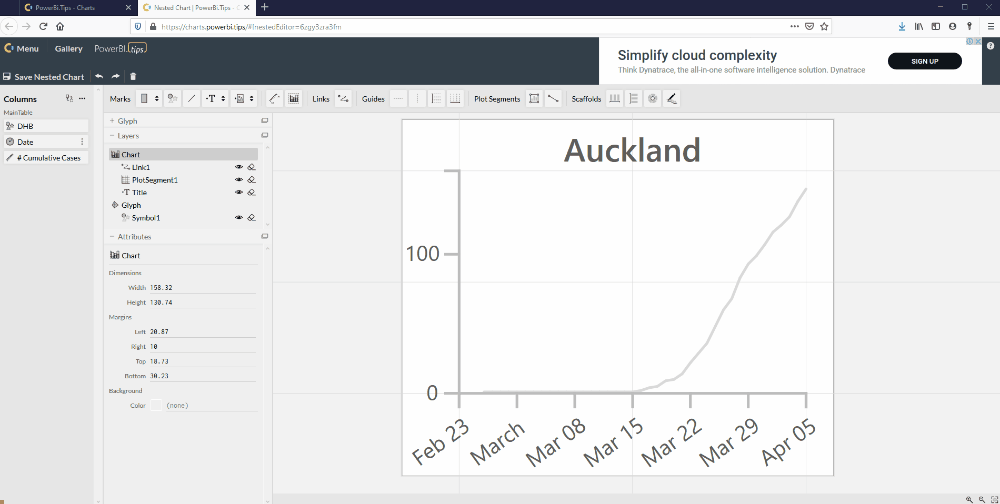 PowerBI.Tips - Charts
Nested Chart | PowerBI.Tips - C
https://charts.powerbi.tips/#!nestedEditor=6zgy3zra3fm
Menu Gallery PowerBI.tips
Simplify cloud complexity
Think Dynatrace, the all-in-one software intelligence solution. Dynatrace
SIGN UP
Save Nested Chart
Columns
MainTable
DHB
Date
# Cumulative Cases
Marks Links Guides Plot Segments Scaffolds
Glyph
Layers
Chart
Link1
PlotSegment1
Title
Glyph
Symbol1
Attributes
Chart
Dimensions
Width 158.32
Height 130.74
Margins
Left 20.87
Right 10
Top 18.73
Bottom 30.23
Background
Color (none)
Auckland
100
0
Feb 23 March Mar 08 Mar 15 Mar 22 Mar 29 Apr 05